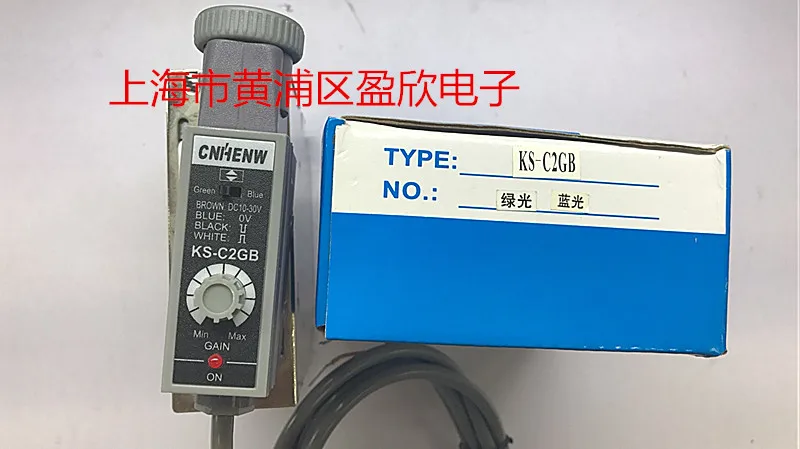 上海市黄浦区盈欣电子
CNHENW
Green Blue
BROWN: DC10-30V
BLUE: 0V
BLACK:
WHITE:
KS-C2GB
Min Max
GAIN
ON
TYPE: KS-C2GB
NO.: 绿光 蓝光